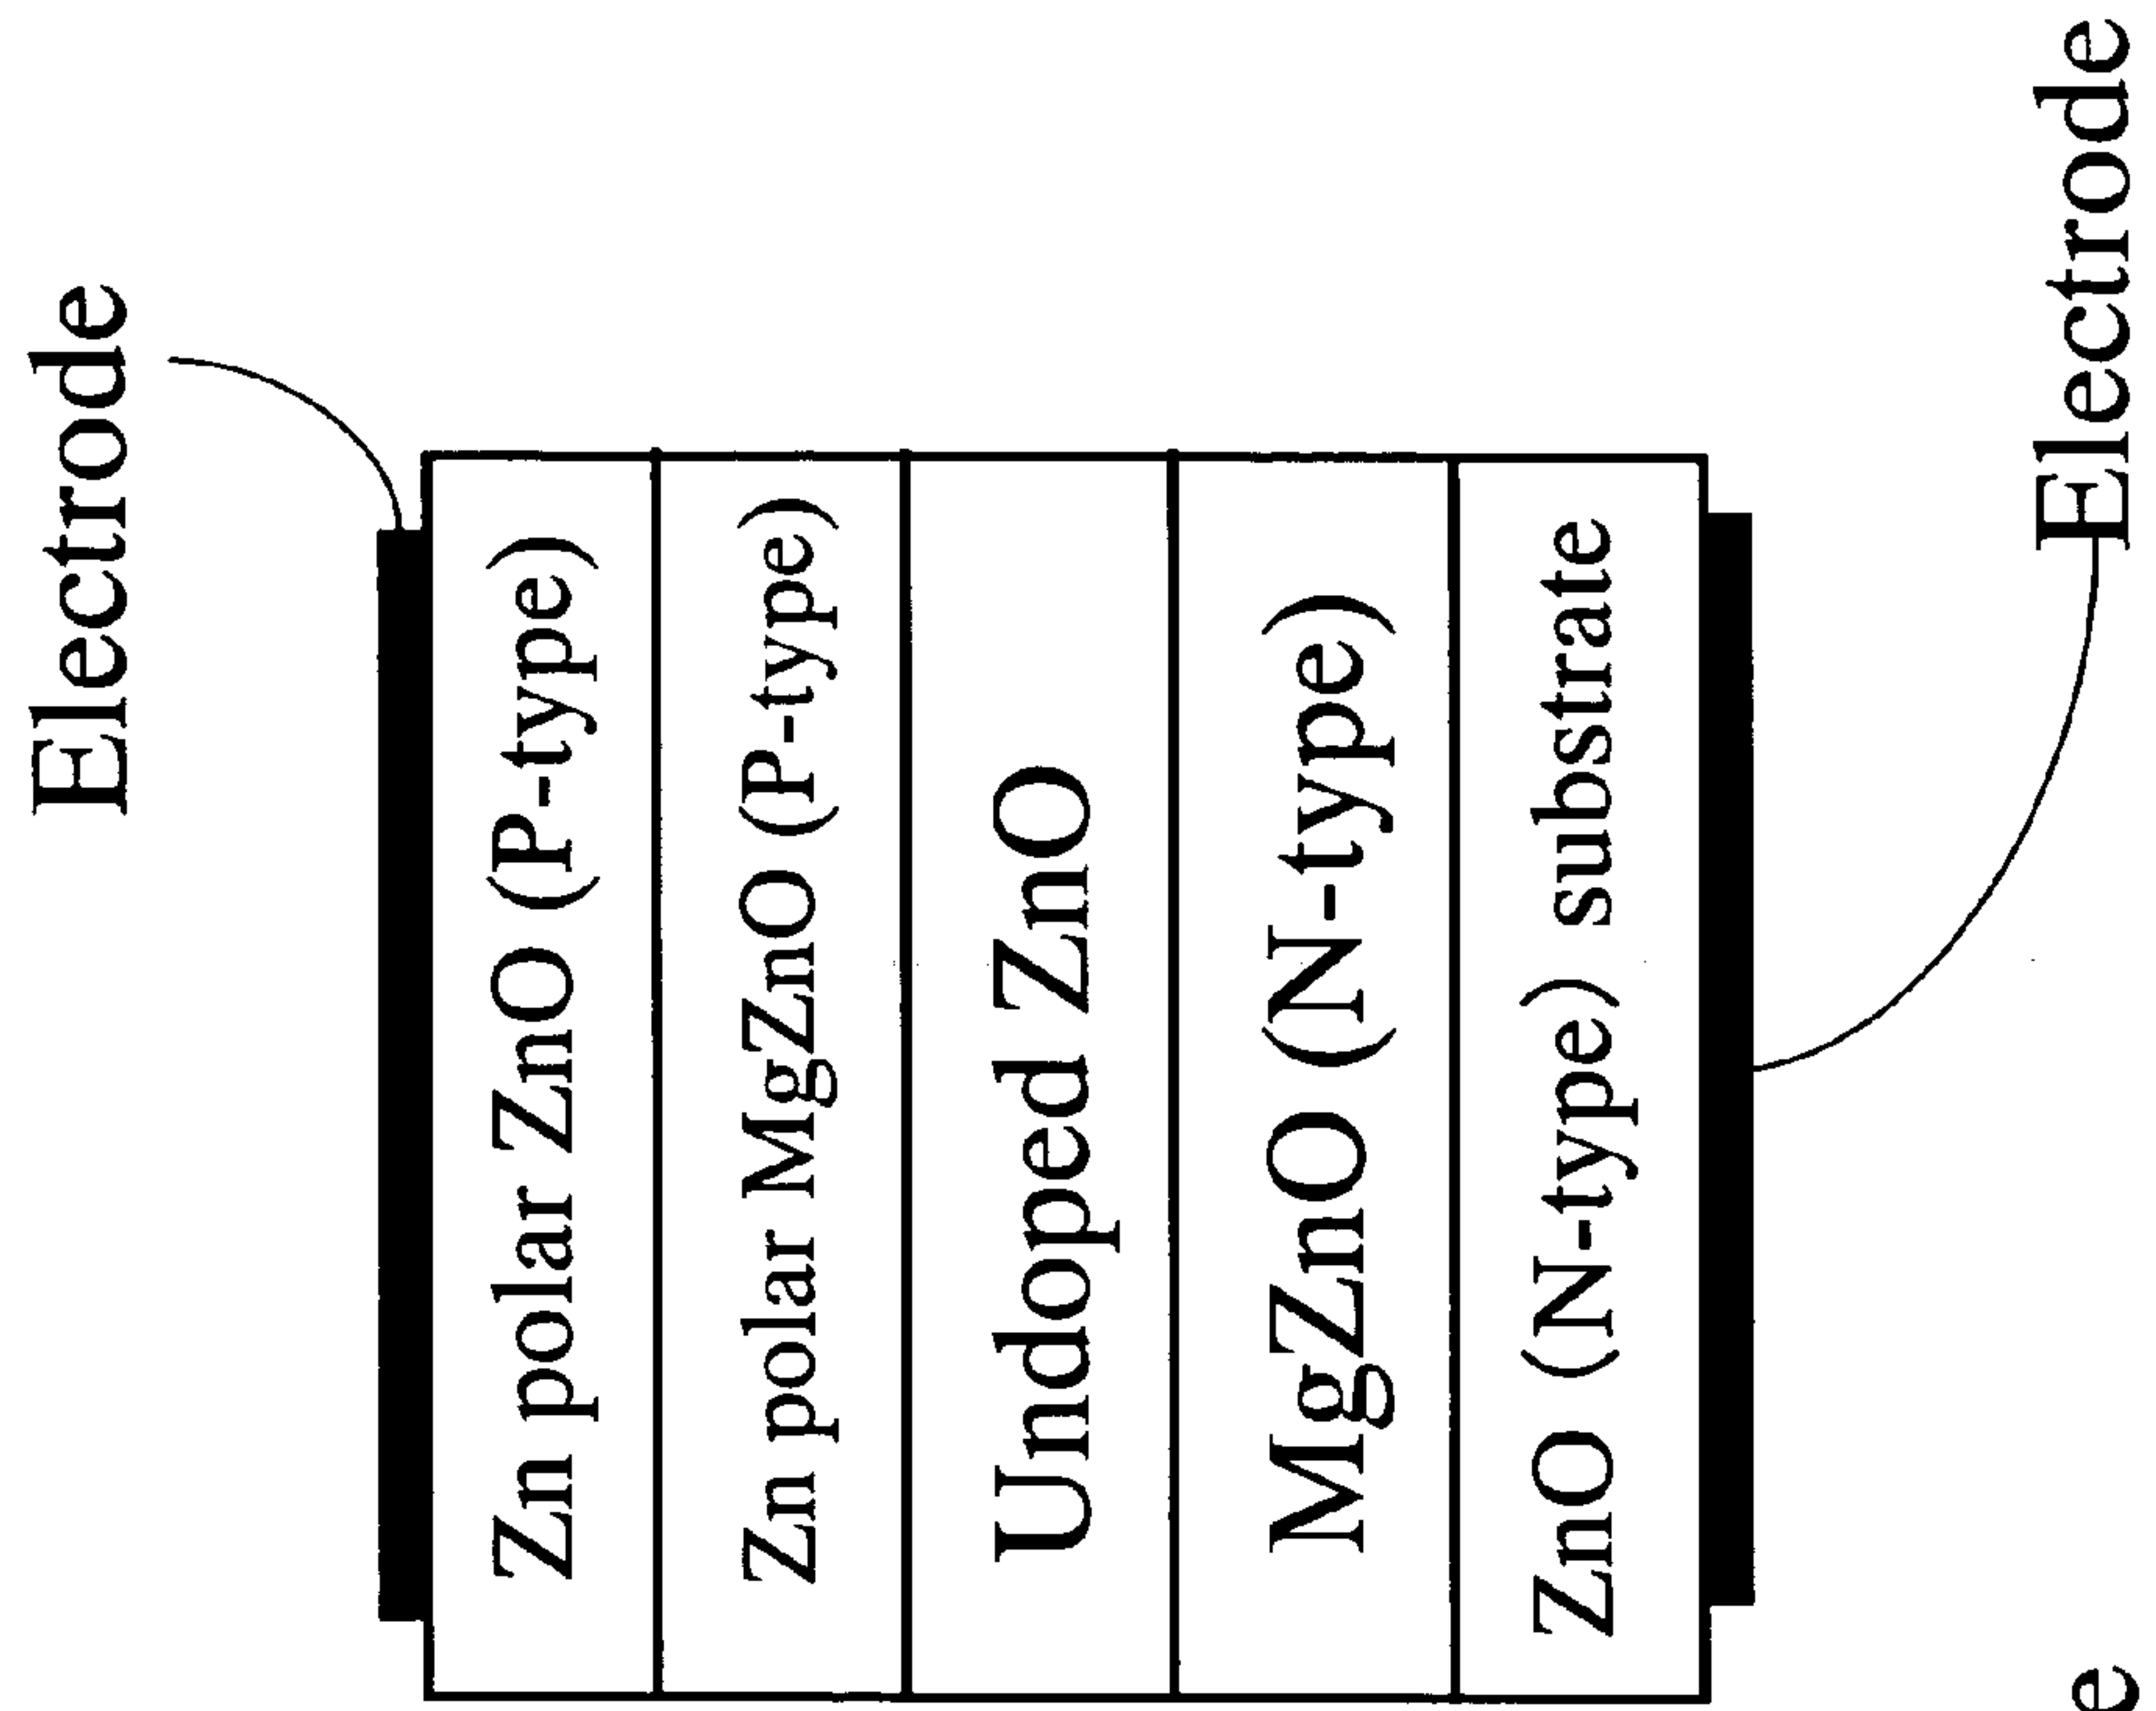 Electrode
Zn polar ZnO (P-type)
Zn polar MgZnO (P-type)
Undoped ZnO
MgZnO (N-type)
ZnO (N-type) substrate
Electrode
e